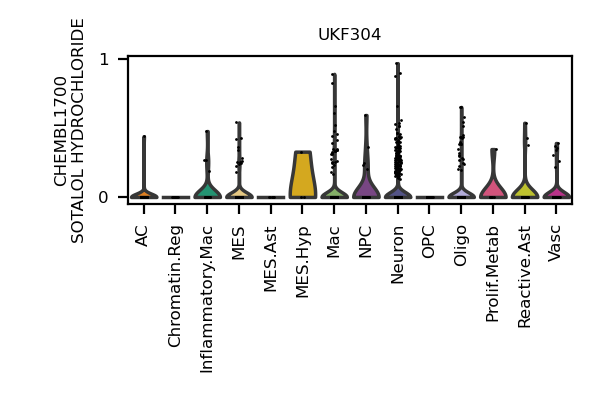 UKF304
CHEMBL1700
SOTALOL HYDROCHLORIDE
1
0
AC
Chromatin.Reg
Inflammatory.Mac
MES
MES.Ast
MES.Hyp
Mac
NPC
Neuron
OPC
Oligo
Prolif.Metab
Reactive.Ast
Vasc